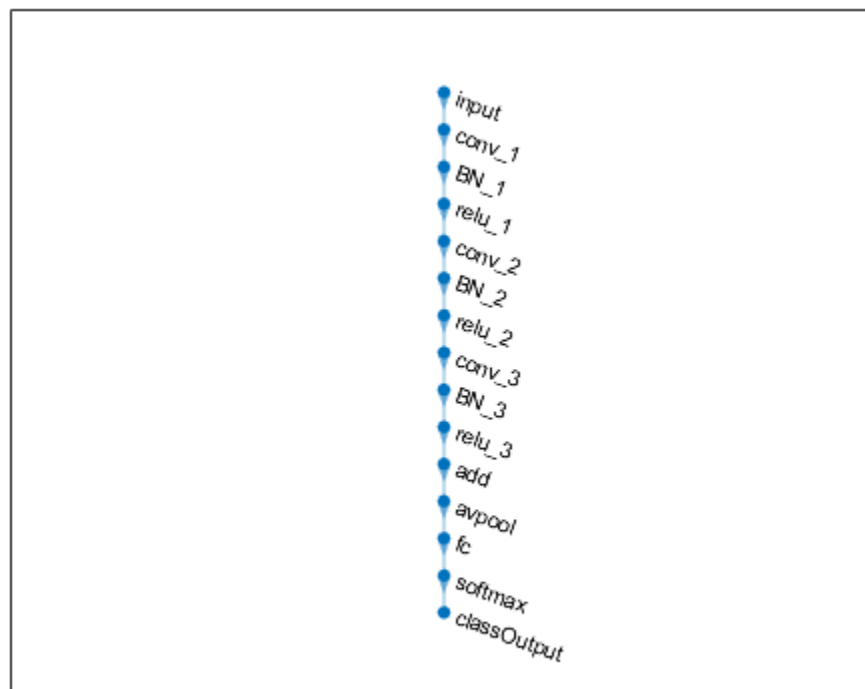 input
conv_1
BN_1
relu_1
conv_2
BN_2
relu_2
conv_3
BN_3
relu_3
add
avpool
fc
softmax
classOutput